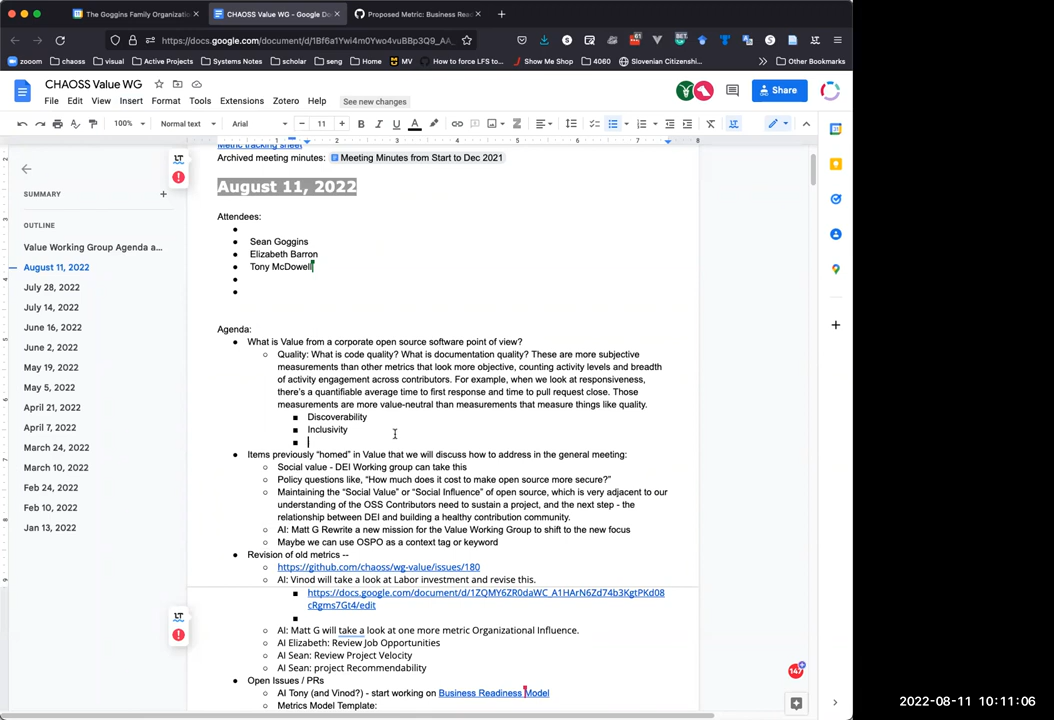 The Goggins Family Organizatio
CHAOSS Value WG - Google Do
Proposed Metric: Business Rea
https://docs.google.com/document/d/1Bf6a1Ywi4m0Ywo4vuBBp3Q9_AA_
zooom
chaoss
visual
Active Projects
Systems Notes
scholar
seng
Home
MV
How to force LFS to...
Show Me Shop
4060
Slovenian Citizenshi...
Other Bookmarks
CHAOSS Value WG
File Edit View Insert Format Tools Extensions Zotero Help See new changes
Share
100% Normal text Arial 11
SUMMARY
OUTLINE
Value Working Group Agenda a...
August 11, 2022
July 28, 2022
July 14, 2022
June 16, 2022
June 2, 2022
May 19, 2022
May 5, 2022
April 21, 2022
April 7, 2022
March 24, 2022
March 10, 2022
Feb 24, 2022
Feb 10, 2022
Jan 13, 2022
Metric tracking sheet
Archived meeting minutes: Meeting Minutes from Start to Dec 2021
August 11, 2022
Attendees:
Sean Goggins
Elizabeth Barron
Tony McDowell
Agenda:
What is Value from a corporate open source software point of view?
Quality: What is code quality? What is documentation quality? These are more subjective
measurements than other metrics that look more objective, counting activity levels and breadth
of activity engagement across contributors. For example, when we look at responsiveness,
there's a quantifiable average time to first response and time to pull request close. Those
measurements are more value-neutral than measurements that measure things like quality.
Discoverability
Inclusivity
Items previously "homed" in Value that we will discuss how to address in the general meeting:
Social value - DEI Working group can take this
Policy questions like, "How much does it cost to make open source more secure?"
Maintaining the "Social Value" or "Social Influence" of open source, which is very adjacent to our
understanding of the OSS Contributors need to sustain a project, and the next step - the
relationship between DEI and building a healthy contribution community.
AI: Matt G Rewrite a new mission for the Value Working Group to shift to the new focus
Maybe we can use OSPO as a context tag or keyword
Revision of old metrics --
https://github.com/chaoss/wg-value/issues/180
AI: Vinod will take a look at Labor investment and revise this.
https://docs.google.com/document/d/1ZQMY6ZR0daWC_A1HArN6Zd74b3KgtPKd08
cRgms7Gt4/edit
AI: Matt G will take a look at one more metric Organizational Influence.
AI Elizabeth: Review Job Opportunities
AI Sean: Review Project Velocity
AI Sean: project Recommendability
Open Issues / PRs
AI Tony (and Vinod?) - start working on Business Readiness Model
Metrics Model Template:
2022-08-11 10:11:06